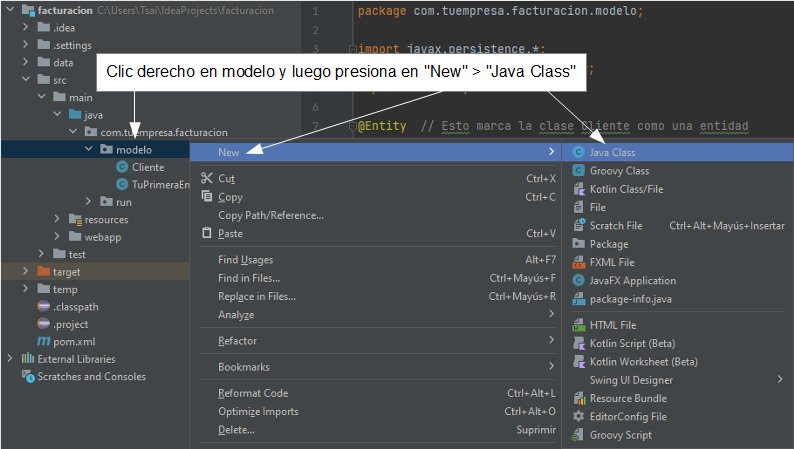 facturacion C:\Users\Tsai\IdeaProjects\facturacion
.idea
.settings
data
src
main
java
com.tuempresa.facturacion
modelo
Cliente
TuPrimeraEn
run
resources
webapp
test
target
temp
.classpath
.project
pom.xml
External Libraries
Scratches and Consoles
1 package com.tuempresa.facturacion.modelo;
2
3 import javax.persistence.*;
;
6
7 @Entity // Esto marca la clase Cliente como una entidad
Clic derecho en modelo y luego presiona en "New" > "Java Class"
New
Cut Ctrl+X
Copy Ctrl+C
Copy Path/Reference...
Paste Ctrl+V
Find Usages Alt+F7
Find in Files... Ctrl+Mayús+F
Replace in Files... Ctrl+Mayús+R
Analyze
Refactor
Bookmarks
Reformat Code Ctrl+Alt+L
Optimize Imports Ctrl+Alt+O
Delete... Suprimir
Java Class
Groovy Class
Kotlin Class/File
File
Scratch File Ctrl+Alt+Mayús+Insertar
Package
FXML File
JavaFX Application
package-info.java
HTML File
Kotlin Script (Beta)
Kotlin Worksheet (Beta)
Swing UI Designer
Resource Bundle
EditorConfig File
Groovy Script